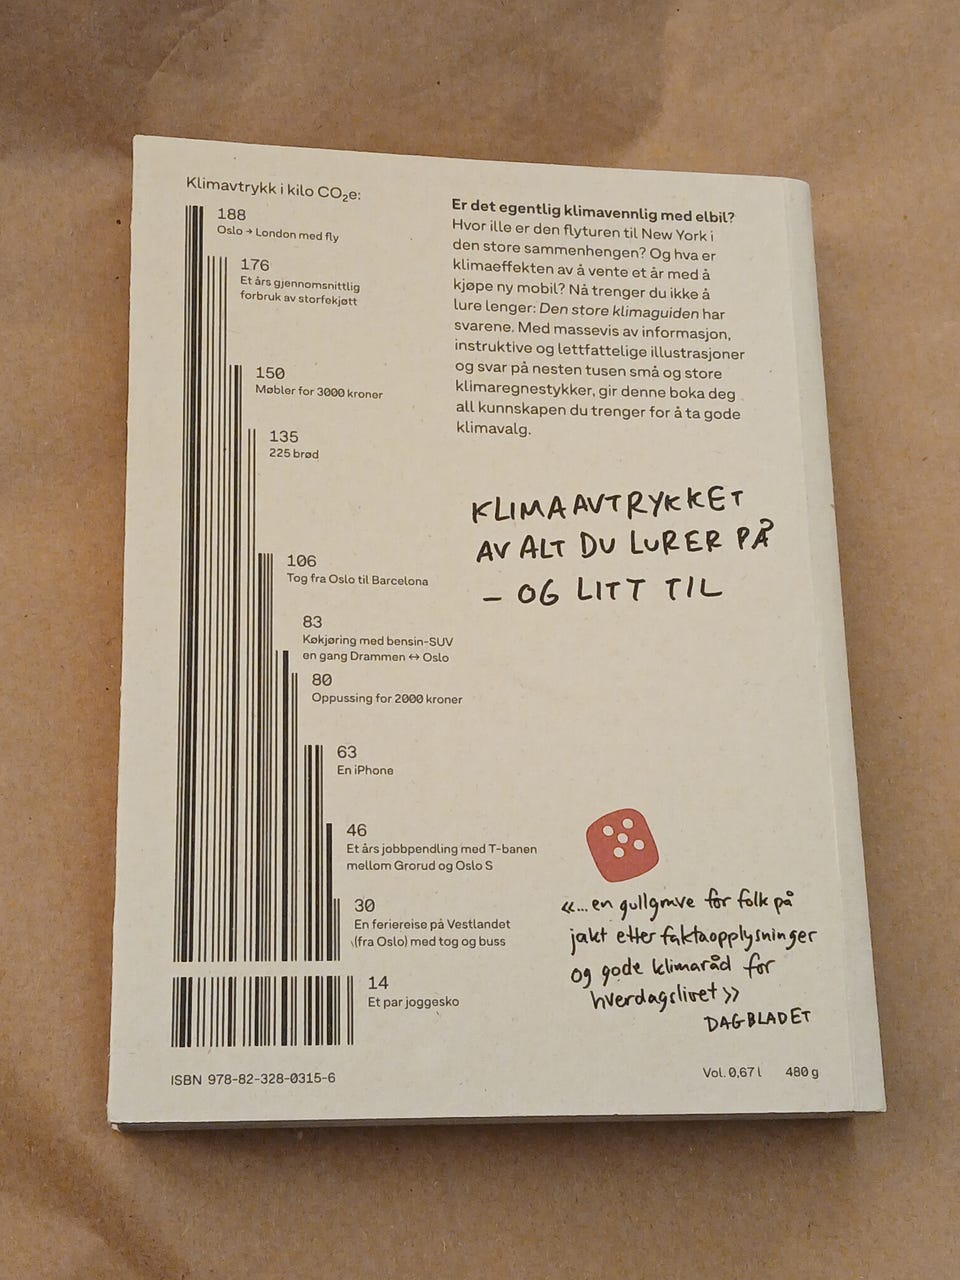 Klimavtrykk i kilo CO₂e:
188
Oslo → London med fly
176
Et års gjennomsnittlig
forbruk av storfekjøtt
150
Møbler for 3000 kroner
135
225 brød
106
Tog fra Oslo til Barcelona
83
Køkjøring med bensin-SUV
en gang Drammen ↔ Oslo
80
Oppussing for 2000 kroner
63
En iPhone
46
Et års jobbpendling med T-banen
mellom Grorud og Oslo S
30
En feriereise på Vestlandet
(fra Oslo) med tog og buss
14
Et par joggesko
ISBN 978-82-328-0315-6
Er det egentlig klimavennlig med elbil?
Hvor ille er den flyturen til New York i
den store sammenhengen? Og hva er
klimaeffekten av å vente et år med å
kjøpe ny mobil? Nå trenger du ikke å
lure lenger: Den store klimaguiden har
svarene. Med massevis av informasjon,
instruktive og lettfattelige illustrasjoner
og svar på nesten tusen små og store
klimaregnestykker, gir denne boka deg
all kunnskapen du trenger for å ta gode
klimavalg.
KLIMAAVTRYKKET
AV ALT DU LURER PÅ
– OG LITT TIL
«...en gullgruve for folk på
jakt etter faktaopplysninger
og gode klimaråd for
hverdagslivet»
DAGBLADET
Vol. 0,67 l 480 g